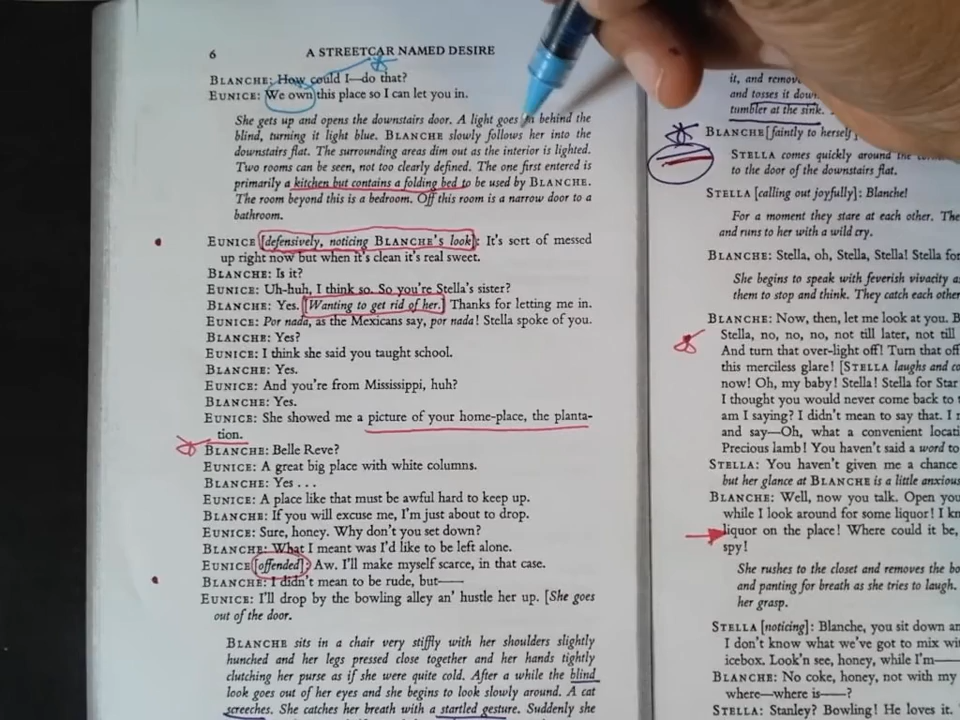 6 A STREETCAR NAMED DESIRE
BLANCHE: How could I—do that?
EUNICE: We own this place so I can let you in.
She gets up and opens the downstairs door. A light goes behind the
blind, turning it light blue. BLANCHE slowly follows her into the
downstairs flat. The surrounding areas dim out as the interior is lighted.
Two rooms can be seen, not too clearly defined. The one first entered is
primarily a kitchen but contains a folding bed to be used by BLANCHE.
The room beyond this is a bedroom. Off this room is a narrow door to a
bathroom.
EUNICE [defensively, noticing BLANCHE'S look]: It's sort of messed
up right now but when it's clean it's real sweet.
BLANCHE: Is it?
EUNICE: Uh-huh, I think so. So you're Stella's sister?
BLANCHE: Yes. [Wanting to get rid of her.] Thanks for letting me in.
EUNICE: Por nada, as the Mexicans say, por nada! Stella spoke of you.
BLANCHE: Yes?
EUNICE: I think she said you taught school.
BLANCHE: Yes.
EUNICE: And you're from Mississippi, huh?
BLANCHE: Yes.
EUNICE: She showed me a picture of your home-place, the planta-
tion.
BLANCHE: Belle Reve?
EUNICE: A great big place with white columns.
BLANCHE: Yes . . .
EUNICE: A place like that must be awful hard to keep up.
BLANCHE: If you will excuse me, I'm just about to drop.
EUNICE: Sure, honey. Why don't you set down?
BLANCHE: What I meant was I'd like to be left alone.
EUNICE [offended]: Aw. I'll make myself scarce, in that case.
BLANCHE: I didn't mean to be rude, but——
EUNICE: I'll drop by the bowling alley an' hustle her up. [She goes
out of the door.
BLANCHE sits in a chair very stiffly with her shoulders slightly
hunched and her legs pressed close together and her hands tightly
clutching her purse as if she were quite cold. After a while the blind
look goes out of her eyes and she begins to look slowly around. A cat
screeches. She catches her breath with a startled gesture. Suddenly she
it, and
and tosses it
tumbler at the sink.
BLANCHE [faintly to herself
STELLA comes quickly around the
to the door of the downstairs flat.
STELLA [calling out joyfully]: Blanche!
For a moment they stare at each other.
and runs to her with a wild cry.
BLANCHE: Stella, oh, Stella, Stella! Stella
She begins to speak with feverish vivacity
them to stop and think. They catch each
BLANCHE: Now, then, let me look at you.
Stella, no, no, no, not till later, not till
And turn that over-light off! Turn that
this merciless glare! [STELLA laughs and
now! Oh, my baby! Stella! Stella for Star
I thought you would never come back to
am I saying? I didn't mean to say that. I
and say—Oh, what a convenient
Precious lamb! You haven't said a word
STELLA: You haven't given me a chance
but her glance at BLANCHE is a little
BLANCHE: Well, now you talk. Open
while I look around for some liquor! I
liquor on the place! Where could it be,
spy!
She rushes to the closet and removes the
and panting for breath as she tries to laugh.
her grasp.
STELLA [noticing]: Blanche, you sit down
I don't know what we've got to mix
icebox. Look'n see, honey, while I'm——
BLANCHE: No coke, honey, not with my
where—where is——?
STELLA: Stanley? Bowling! He loves it.